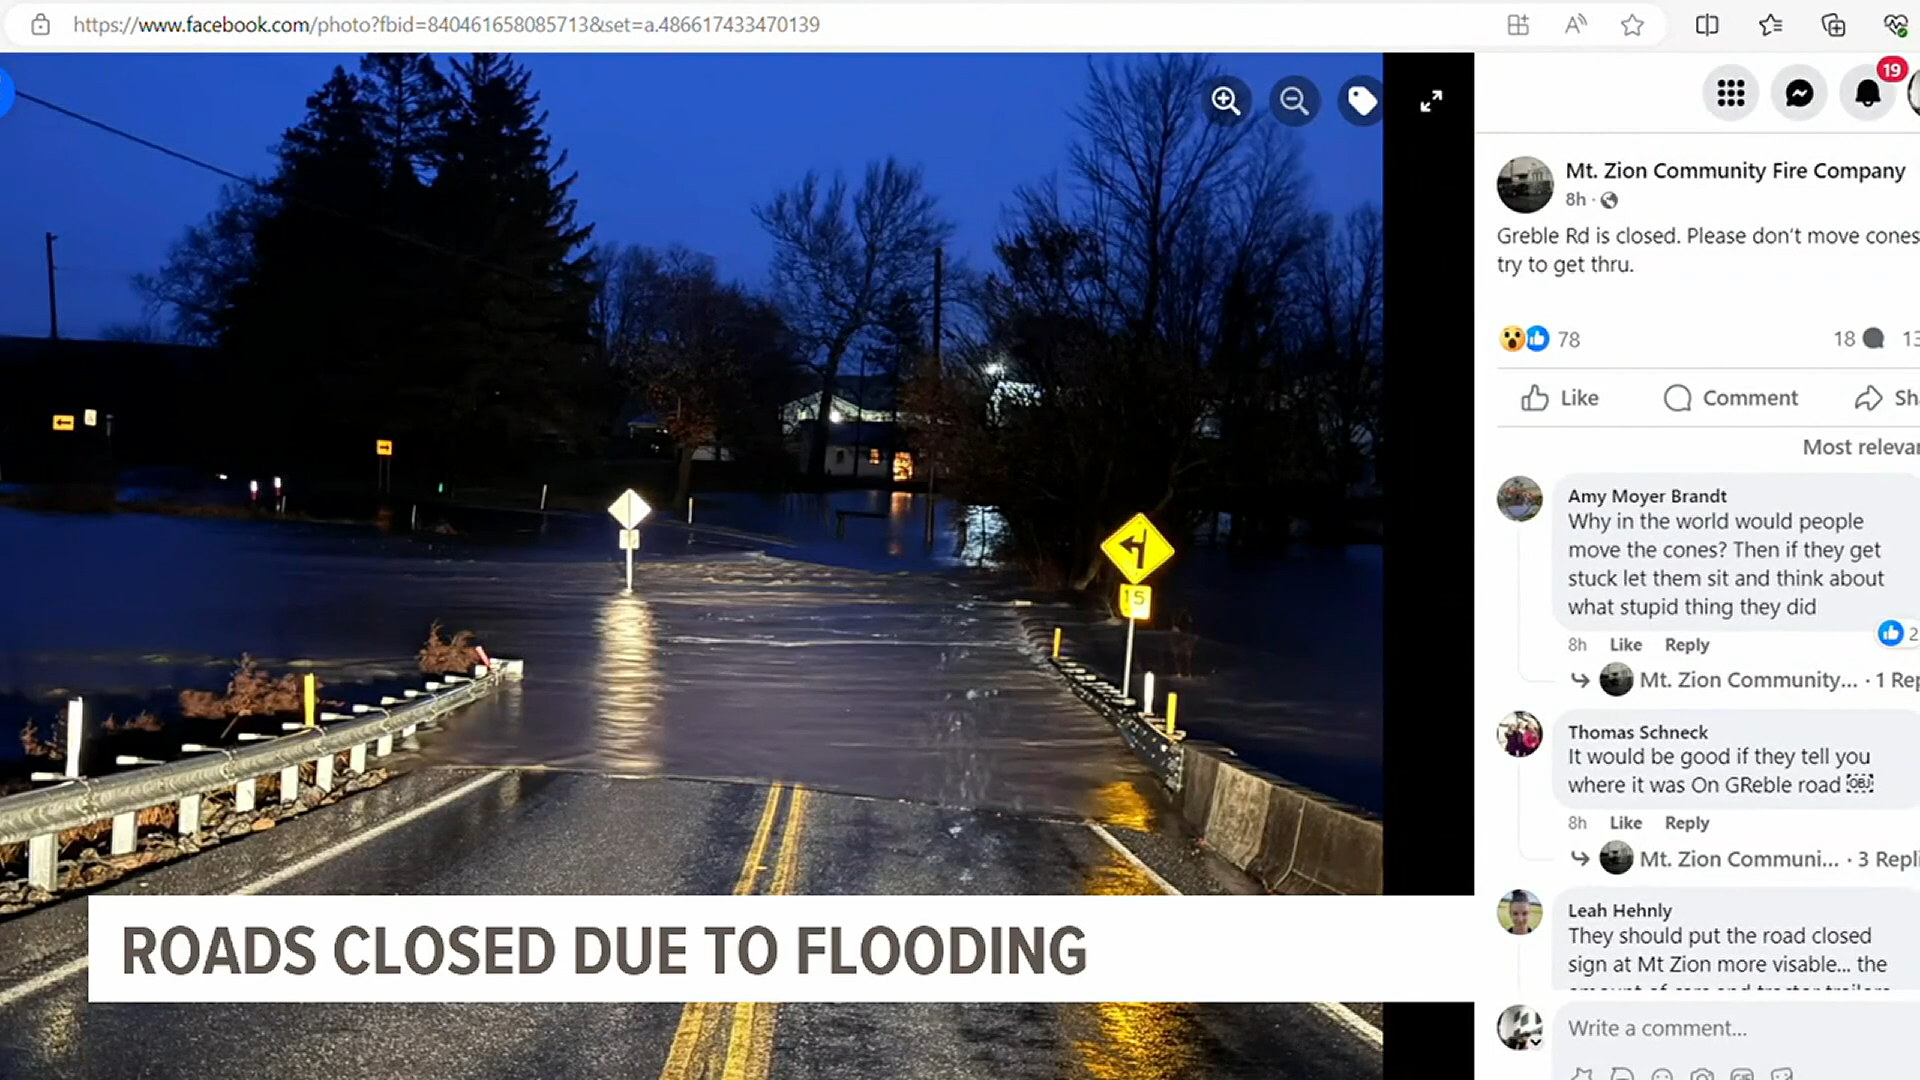 https://www.facebook.com/photo?fbid=840461658085713&set=a.486617433470139
19
Mt. Zion Community Fire Company
8h
Greble Rd is closed. Please don't move cones
try to get thru.
78
18
Like
Comment
Most
Amy Moyer Brandt
Why in the world would people
move the cones? Then if they get
stuck let them sit and think about
what stupid thing they did
8h Like Reply
2
Mt. Zion Community... · 1
Thomas Schneck
It would be good if they tell you
where it was On GReble road OBJ
8h Like Reply
Mt. Zion Communi... · 3
Leah Hehnly
They should put the road closed
sign at Mt Zion more visable... the
Write a comment...
15
ROADS CLOSED DUE TO FLOODING